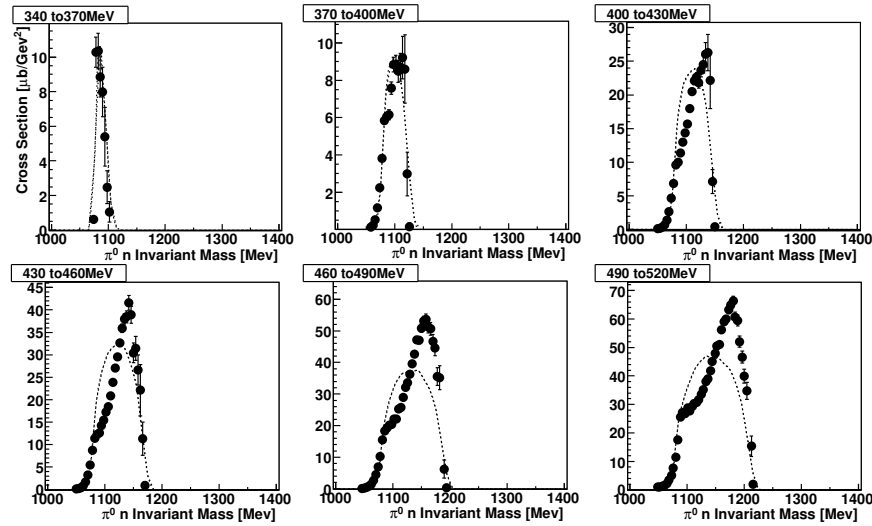 340 to370MeV
370 to400MeV
400 to430MeV
Cross Section [μb/Gev²]
10
8
6
4
2
0
1000 1100 1200 1300 1400
π⁰ n Invariant Mass [Mev]
10
8
6
4
2
0
1000 1100 1200 1300 1400
π⁰ n Invariant Mass [Mev]
30
25
20
15
10
5
0
1000 1100 1200 1300 1400
π⁰ n Invariant Mass [Mev]
430 to460MeV
460 to490MeV
490 to520MeV
45
40
35
30
25
20
15
10
5
0
1000 1100 1200 1300 1400
π⁰ n Invariant Mass [Mev]
60
50
40
30
20
10
0
1000 1100 1200 1300 1400
π⁰ n Invariant Mass [Mev]
70
60
50
40
30
20
10
0
1000 1100 1200 1300 1400
π⁰ n Invariant Mass [Mev]